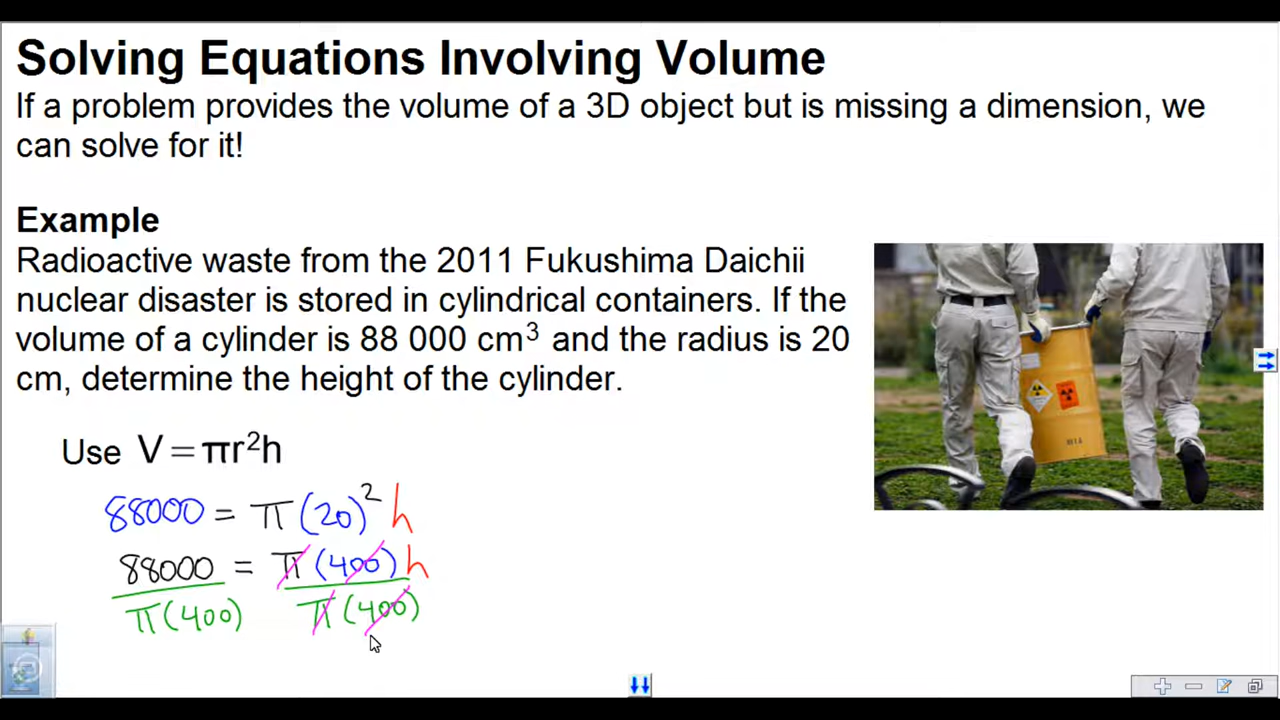 Solving Equations Involving Volume
If a problem provides the volume of a 3D object but is missing a dimension, we
can solve for it!
Example
Radioactive waste from the 2011 Fukushima Daichii
nuclear disaster is stored in cylindrical containers. If the
volume of a cylinder is 88 000 cm³ and the radius is 20
cm, determine the height of the cylinder.
Use V=πr²h
88000 = π(20)² h
88000 = π(400) h
π(400) π(400)